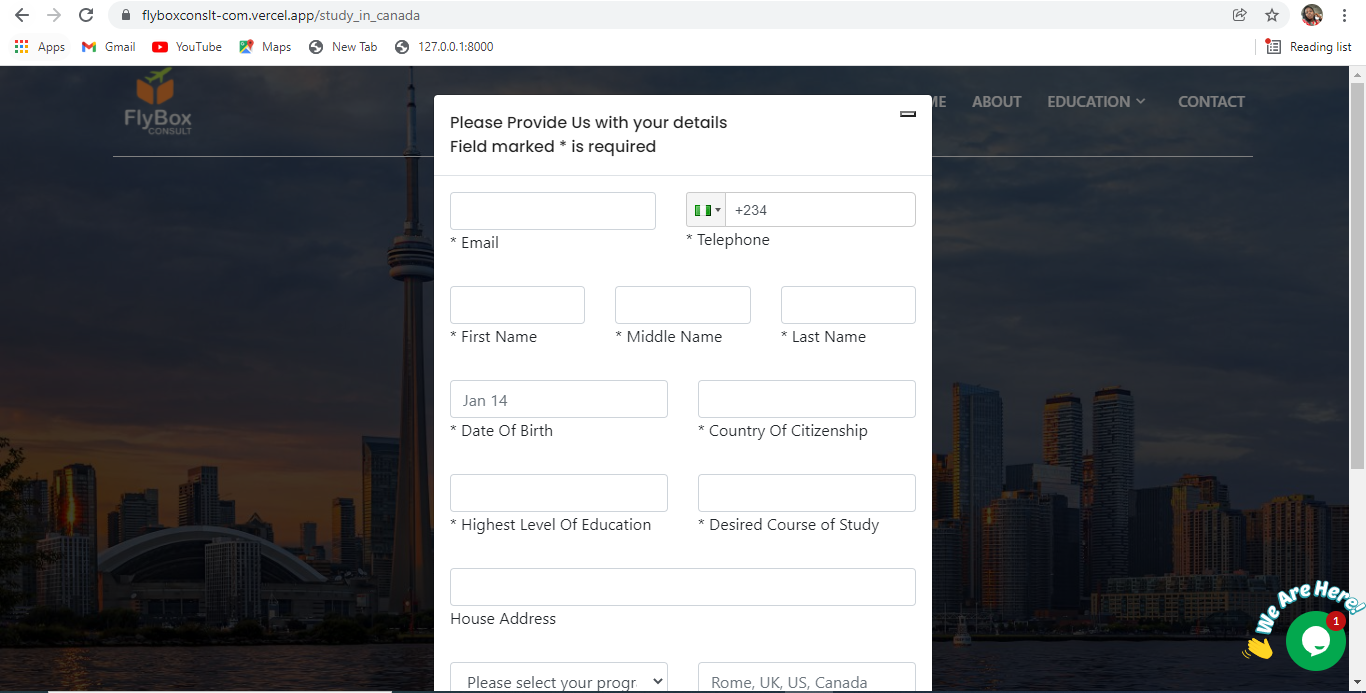 flyboxconslt-com.vercel.app/study_in_canada
Apps Gmail YouTube Maps New Tab 127.0.0.1:8000 Reading list
FlyBox
CONSULT
ME ABOUT EDUCATION CONTACT
Please Provide Us with your details
Field marked * is required
+234
* Email * Telephone
* First Name * Middle Name * Last Name
Jan 14
* Date Of Birth * Country Of Citizenship
* Highest Level Of Education * Desired Course of Study
House Address
We Are Here!
1
Please select your progr Rome, UK, US, Canada